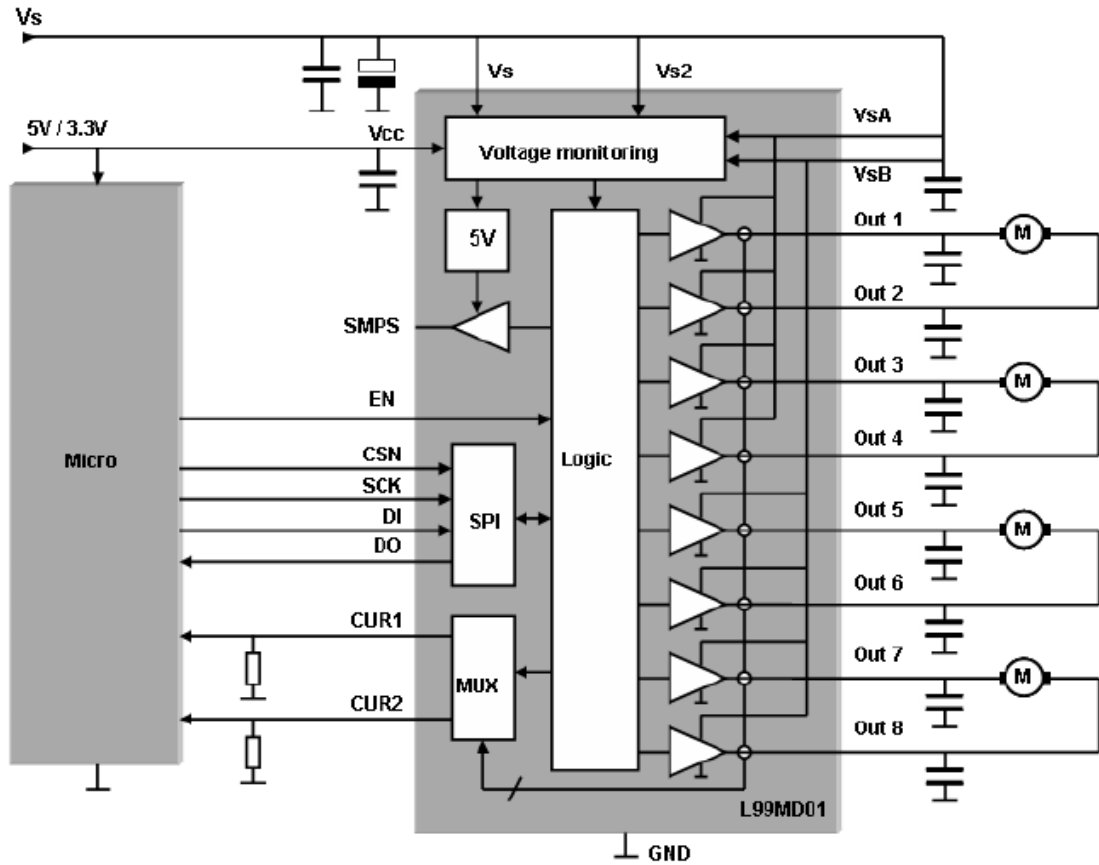 Vs
Vs
Vs2
5V / 3.3V
Vcc
Voltage monitoring
VsA
VsB
5V
Out 1
M
Out 2
SMPS
Out 3
M
EN
Out 4
Micro
CSN
Logic
SCK
SPI
Out 5
M
DI
DO
Out 6
CUR1
Out 7
M
MUX
CUR2
Out 8
L99MD01
GND